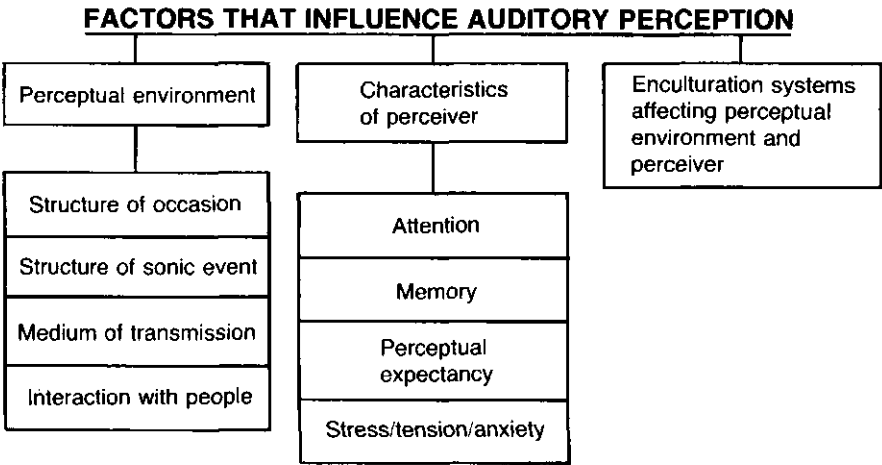 FACTORS THAT INFLUENCE AUDITORY PERCEPTION
Perceptual environment
Structure of occasion
Structure of sonic event
Medium of transmission
Interaction with people
Characteristics
of perceiver
Attention
Memory
Perceptual
expectancy
Stress/tension/anxiety
Enculturation systems
affecting perceptual
environment and
perceiver